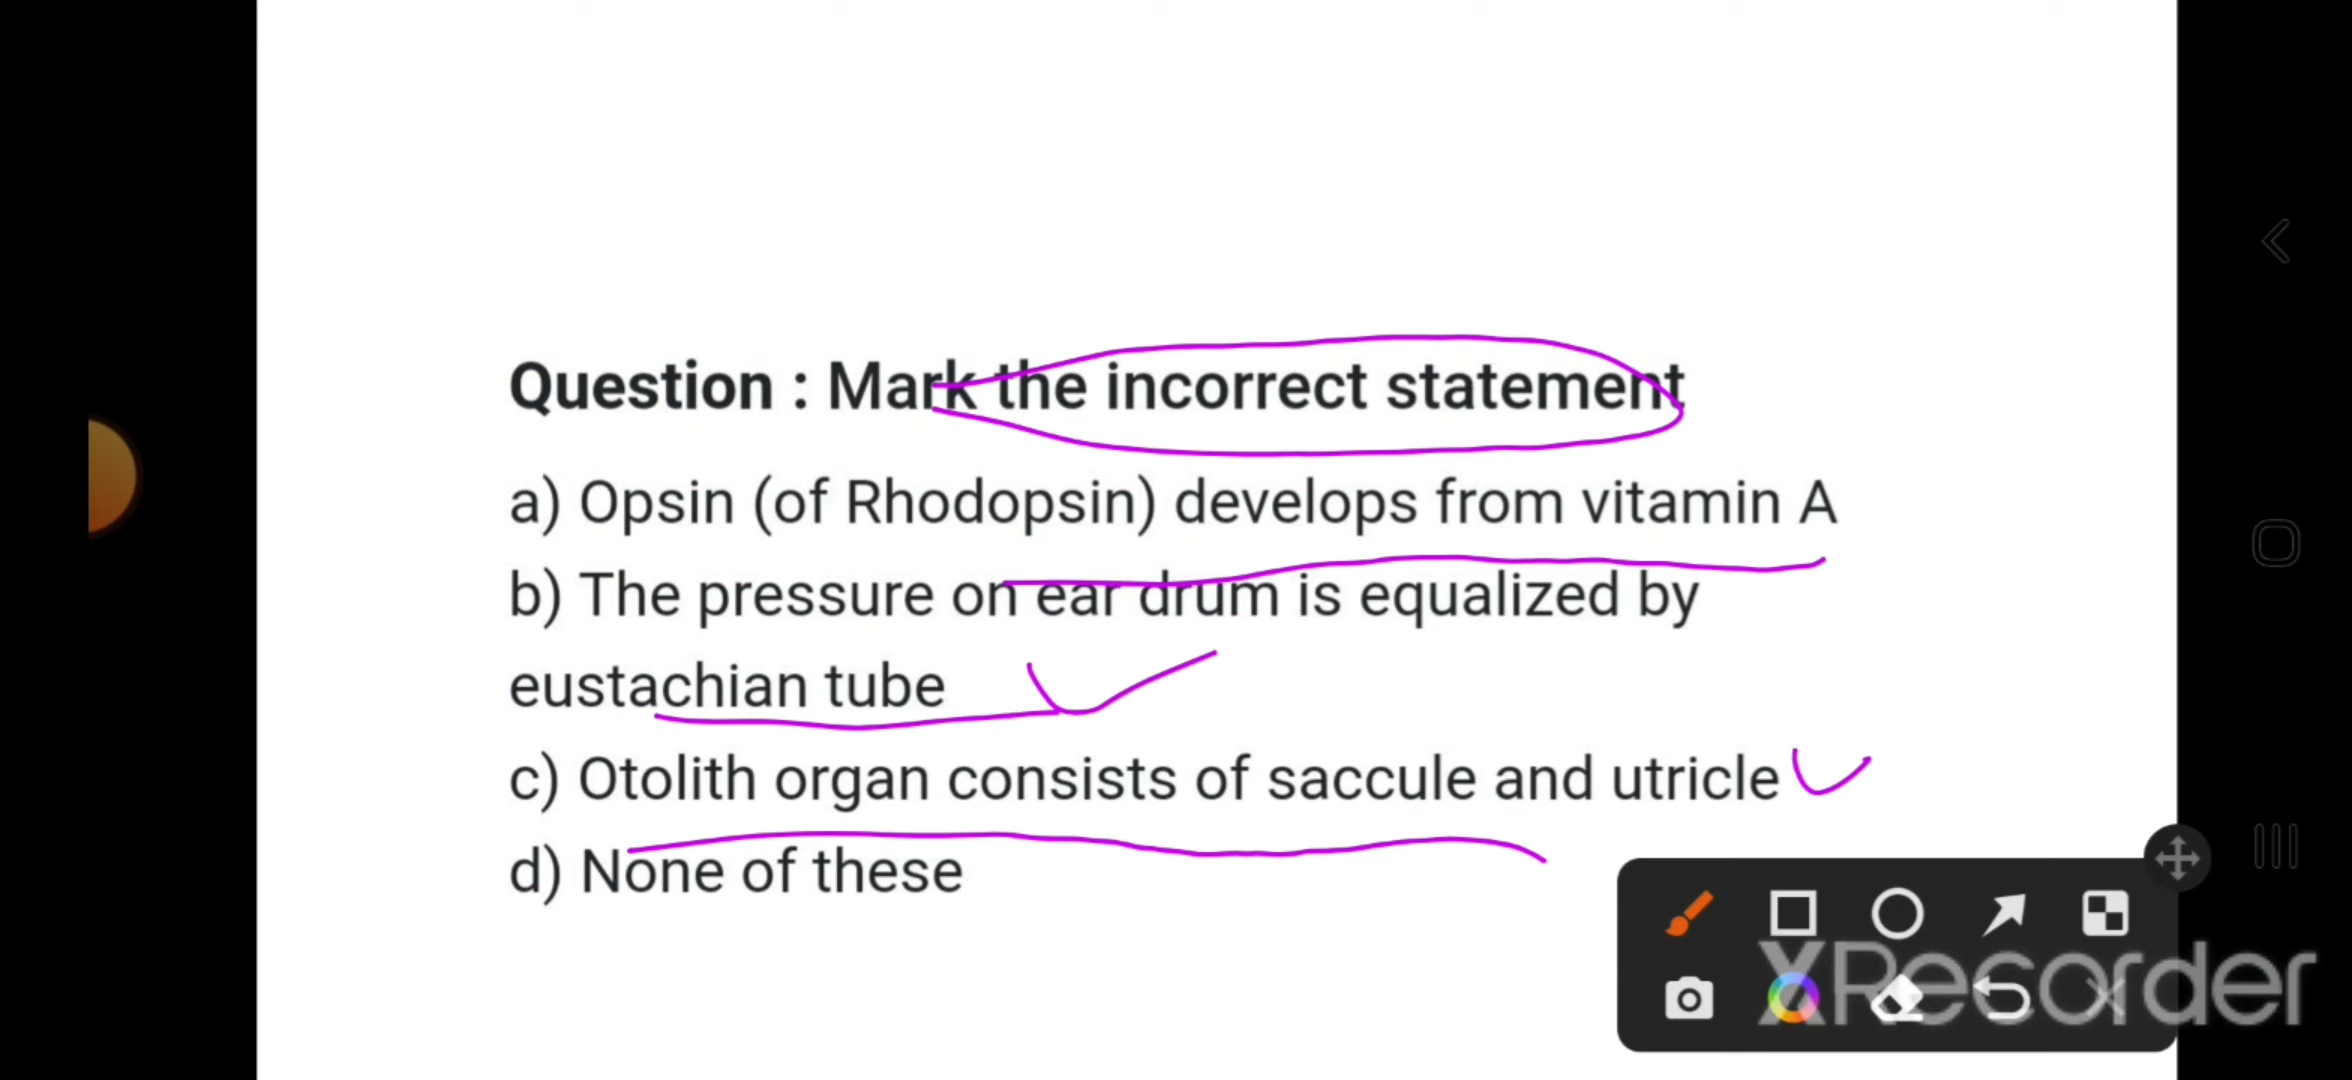 Question : Mark the incorrect statement
a) Opsin (of Rhodopsin) develops from vitamin A
b) The pressure on ear drum is equalized by
eustachian tube
c) Otolith organ consists of saccule and utricle
d) None of these
XRecorder